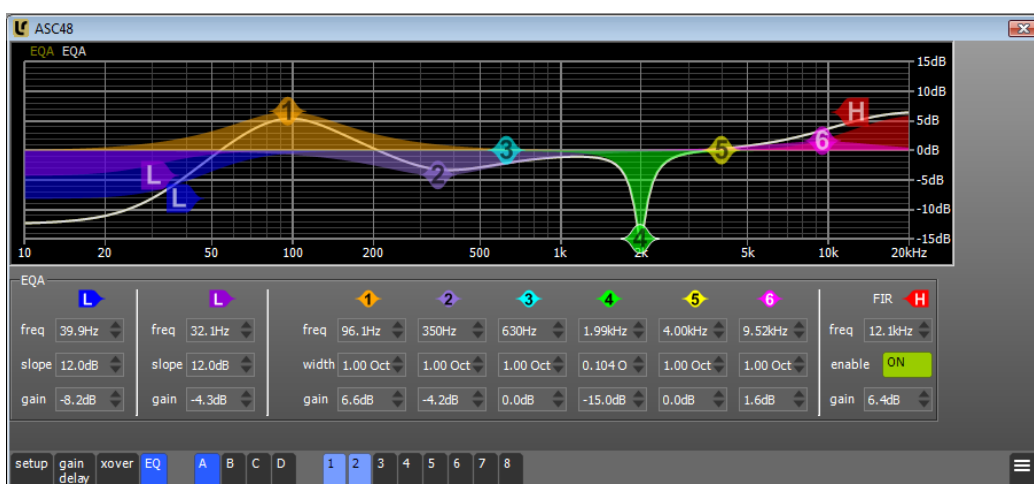 ASC48
EQA EQA
15dB
10dB
5dB
0dB
-5dB
-10dB
-15dB
L
L
1
2
3
4
5
6
H
10 20 50 100 200 500 1k 2k 5k 10k 20kHz
EQA
L L 1 2 3 4 5 6 FIR H
freq 39.9Hz freq 32.1Hz freq 96.1Hz 350Hz 630Hz 1.99kHz 4.00kHz 9.52kHz freq 12.1kHz
slope 12.0dB slope 12.0dB width 1.00 Oct 1.00 Oct 1.00 Oct 0.104 O 1.00 Oct 1.00 Oct enable ON
gain -8.2dB gain -4.3dB gain 6.6dB -4.2dB 0.0dB -15.0dB 0.0dB 1.6dB gain 6.4dB
setup gain delay xover EQ A B C D 1 2 3 4 5 6 7 8